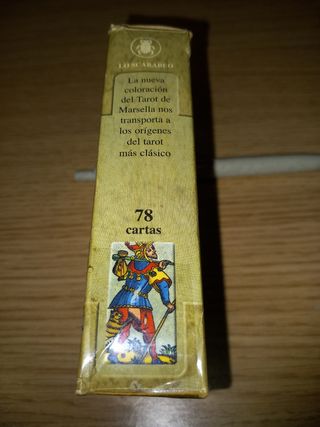 LO SCARABEO
La nueva
coloración
del Tarot de
Marsella nos
transporta a
los orígenes
del tarot
más clásico
78
cartas